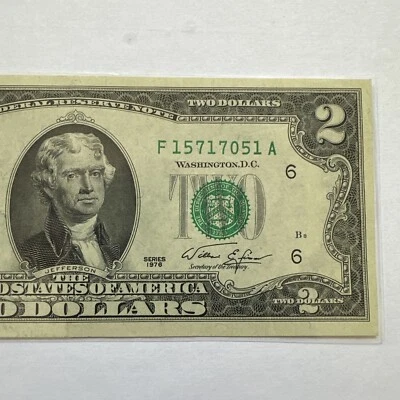 FEDERAL RESERVE NOTE
TWO DOLLARS
2
F 15717051 A
WASHINGTON, D.C.
6
TWO
SERIES
1976
Secretary of the Treasury.
6
JEFFERSON
THE
STATES OF AMERICA
DOLLARS
TWO DOLLARS
2